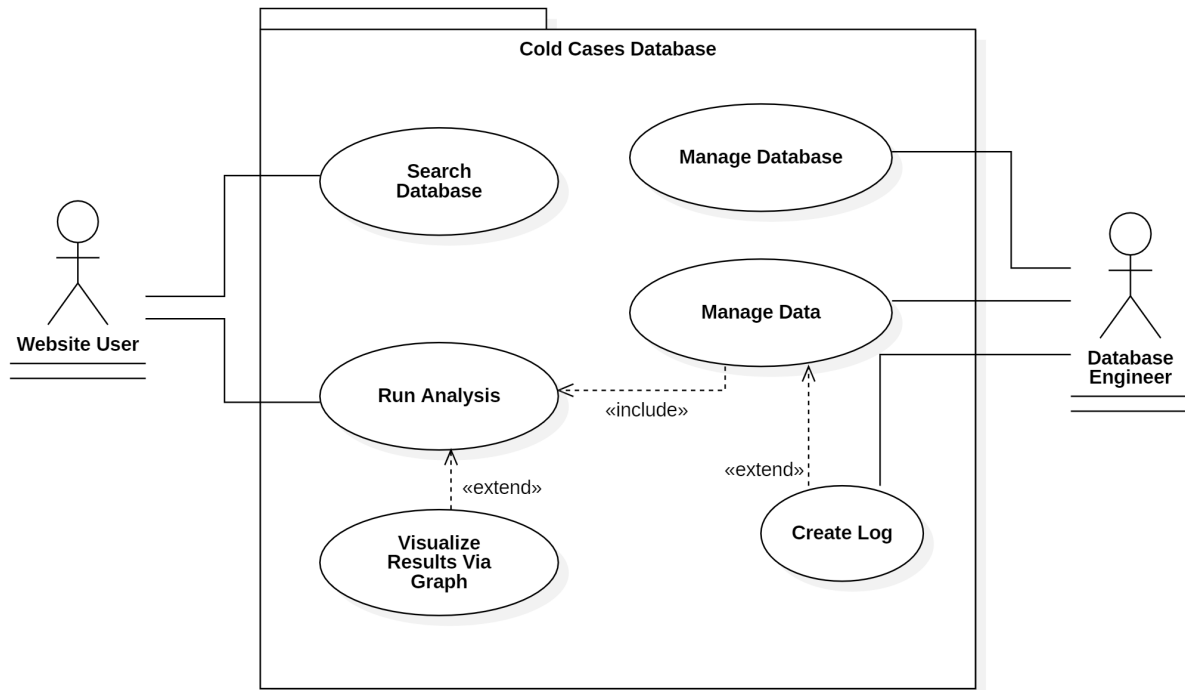 Cold Cases Database
Search
Database
Manage Database
Manage Data
Website User
Database
Engineer
Run Analysis
«include»
«extend»
«extend»
Visualize
Results Via
Graph
Create Log